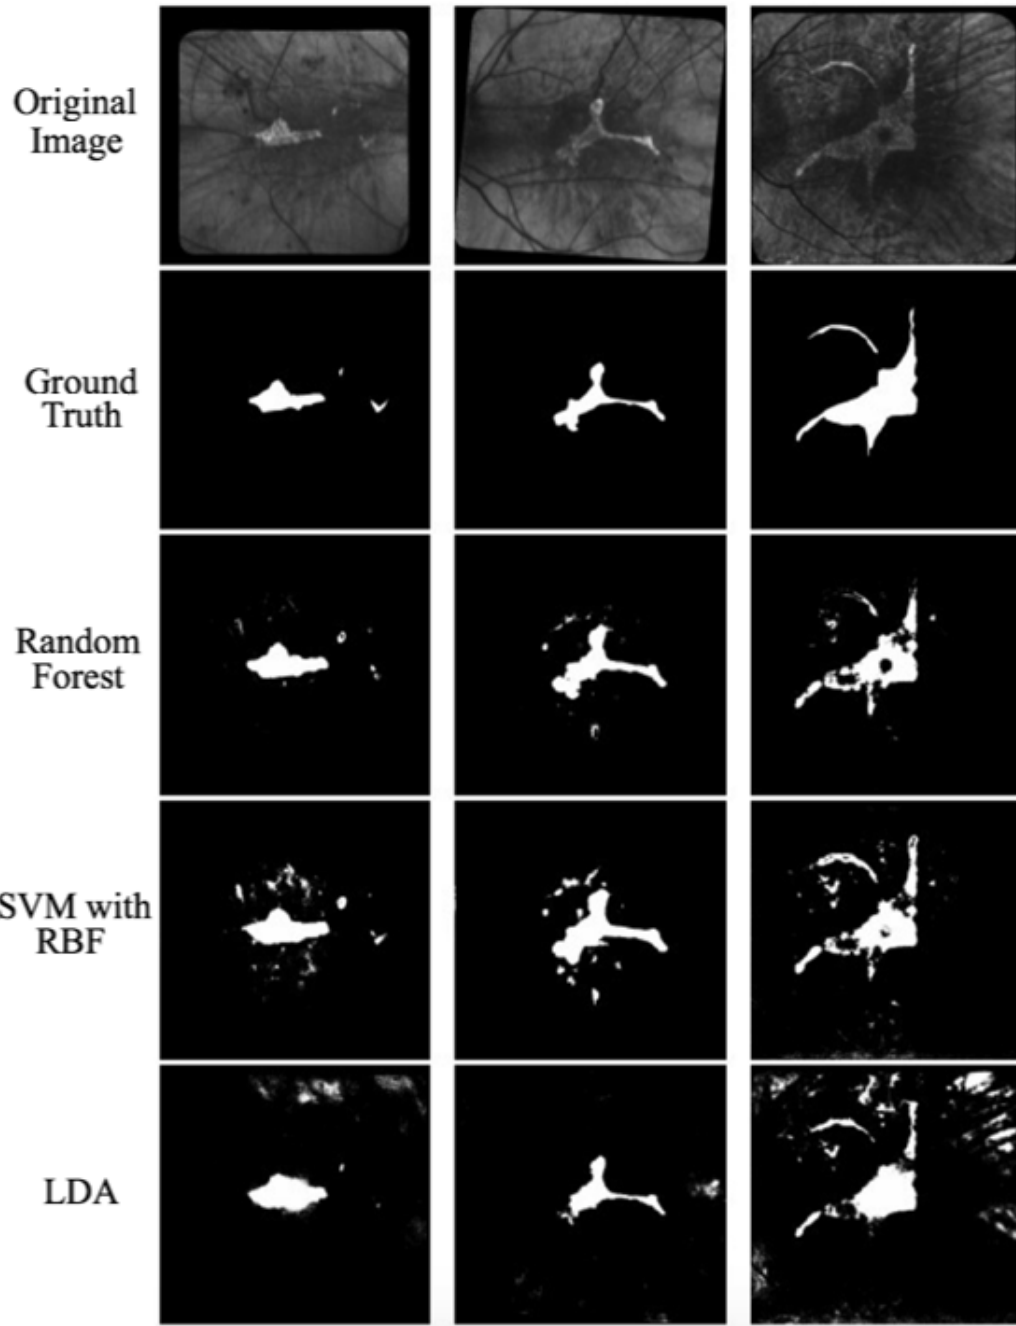 Original
Image
Ground
Truth
Random
Forest
SVM with
RBF
LDA